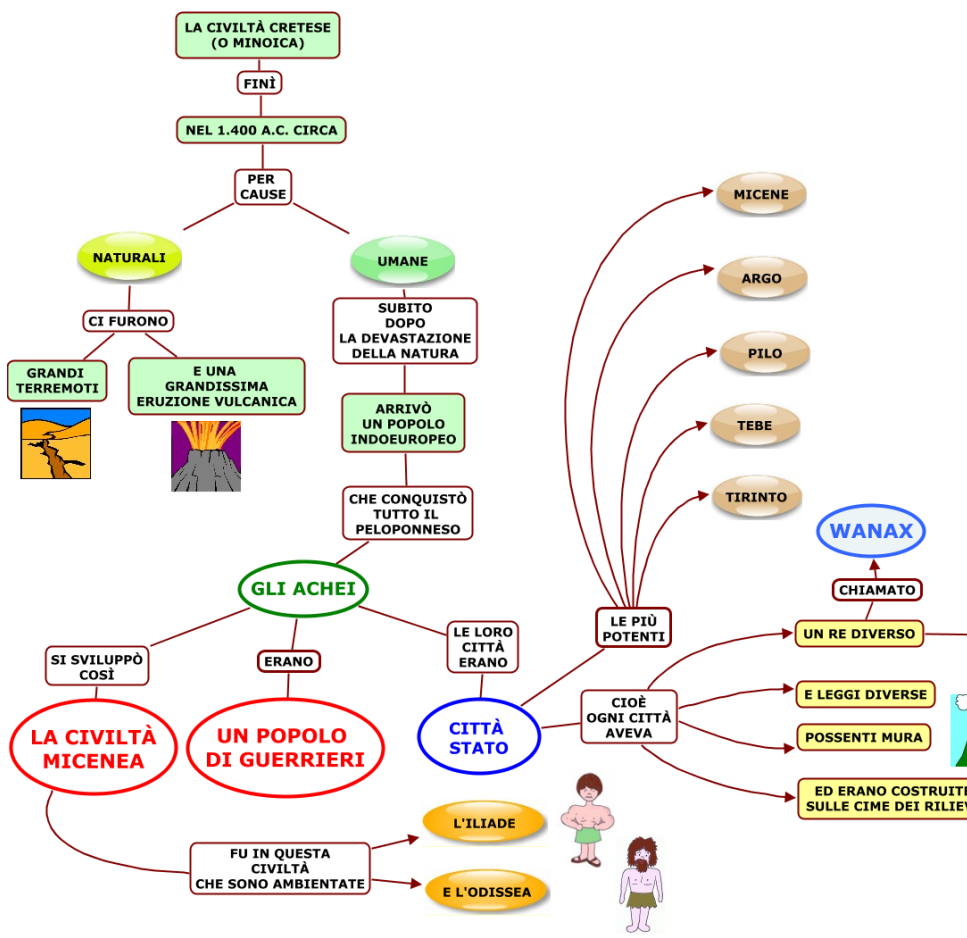 LA CIVILTÀ CRETESE
(O MINOICA)
FINÌ
NEL 1.400 A.C. CIRCA
PER
CAUSE
NATURALI
CI FURONO
GRANDI
TERREMOTI
E UNA
GRANDISSIMA
ERUZIONE VULCANICA
UMANE
SUBITO
DOPO
LA DEVASTAZIONE
DELLA NATURA
ARRIVÒ
UN POPOLO
INDOEUROPEO
CHE CONQUISTÒ
TUTTO IL
PELOPONNESO
GLI ACHEI
SI SVILUPPÒ
COSÌ
LA CIVILTÀ
MICENEA
FU IN QUESTA
CIVILTÀ
CHE SONO AMBIENTATE
L'ILIADE
E L'ODISSEA
ERANO
UN POPOLO
DI GUERRIERI
LE LORO
CITTÀ
ERANO
CITTÀ
STATO
LE PIÙ
POTENTI
MICENE
ARGO
PILO
TEBE
TIRINTO
CIOÈ
OGNI CITTÀ
AVEVA
UN RE DIVERSO
CHIAMATO
WANAX
E LEGGI DIVERSE
POSSENTI MURA
ED ERANO COSTRUITE
SULLE CIME DEI